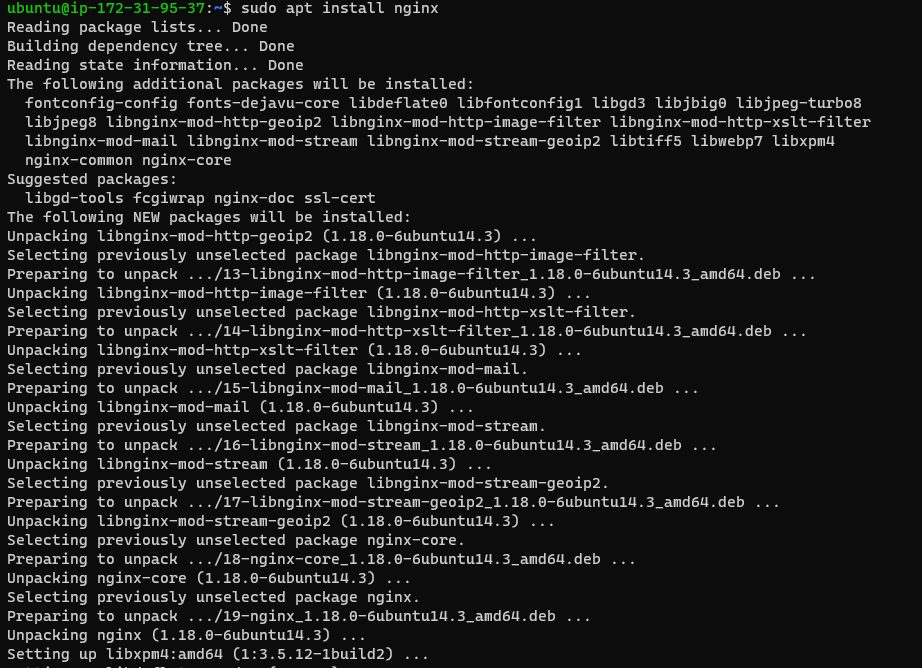 ubuntu@ip-172-31-95-37:~$ sudo apt install nginx
Reading package lists... Done
Building dependency tree... Done
Reading state information... Done
The following additional packages will be installed:
  fontconfig-config fonts-dejavu-core libdeflate0 libfontconfig1 libgd3 libjbig0 libjpeg-turbo8
  libjpeg8 libnginx-mod-http-geoip2 libnginx-mod-http-image-filter libnginx-mod-http-xslt-filter
  libnginx-mod-mail libnginx-mod-stream libnginx-mod-stream-geoip2 libtiff5 libwebp7 libxpm4
  nginx-common nginx-core
Suggested packages:
  libgd-tools fcgiwrap nginx-doc ssl-cert
The following NEW packages will be installed:
Unpacking libnginx-mod-http-geoip2 (1.18.0-6ubuntu14.3) ...
Selecting previously unselected package libnginx-mod-http-image-filter.
Preparing to unpack .../13-libnginx-mod-http-image-filter_1.18.0-6ubuntu14.3_amd64.deb ...
Unpacking libnginx-mod-http-image-filter (1.18.0-6ubuntu14.3) ...
Selecting previously unselected package libnginx-mod-http-xslt-filter.
Preparing to unpack .../14-libnginx-mod-http-xslt-filter_1.18.0-6ubuntu14.3_amd64.deb ...
Unpacking libnginx-mod-http-xslt-filter (1.18.0-6ubuntu14.3) ...
Selecting previously unselected package libnginx-mod-mail.
Preparing to unpack .../15-libnginx-mod-mail_1.18.0-6ubuntu14.3_amd64.deb ...
Unpacking libnginx-mod-mail (1.18.0-6ubuntu14.3) ...
Selecting previously unselected package libnginx-mod-stream.
Preparing to unpack .../16-libnginx-mod-stream_1.18.0-6ubuntu14.3_amd64.deb ...
Unpacking libnginx-mod-stream (1.18.0-6ubuntu14.3) ...
Selecting previously unselected package libnginx-mod-stream-geoip2.
Preparing to unpack .../17-libnginx-mod-stream-geoip2_1.18.0-6ubuntu14.3_amd64.deb ...
Unpacking libnginx-mod-stream-geoip2 (1.18.0-6ubuntu14.3) ...
Selecting previously unselected package nginx-core.
Preparing to unpack .../18-nginx-core_1.18.0-6ubuntu14.3_amd64.deb ...
Unpacking nginx-core (1.18.0-6ubuntu14.3) ...
Selecting previously unselected package nginx.
Preparing to unpack .../19-nginx_1.18.0-6ubuntu14.3_amd64.deb ...
Unpacking nginx (1.18.0-6ubuntu14.3) ...
Setting up libxpm4:amd64 (1:3.5.12-1build2) ...